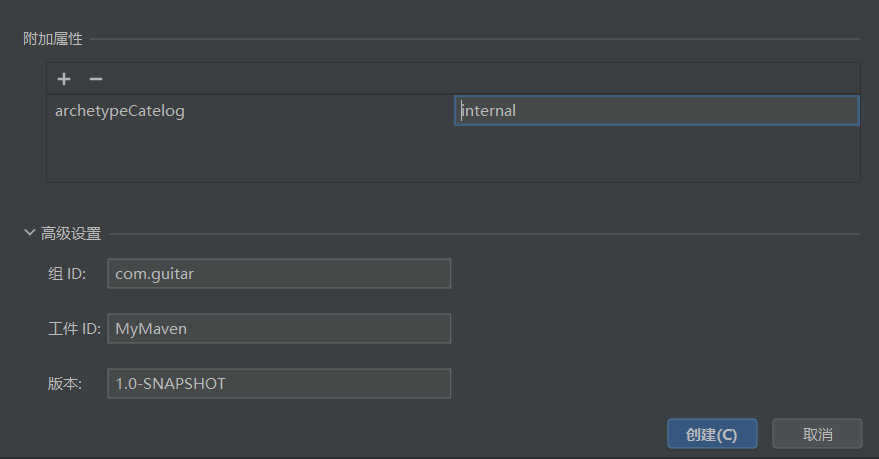 附加属性
archetypeCatelog internal
高级设置
组 ID: com.guitar
工件 ID: MyMaven
版本: 1.0-SNAPSHOT
创建(C) 取消